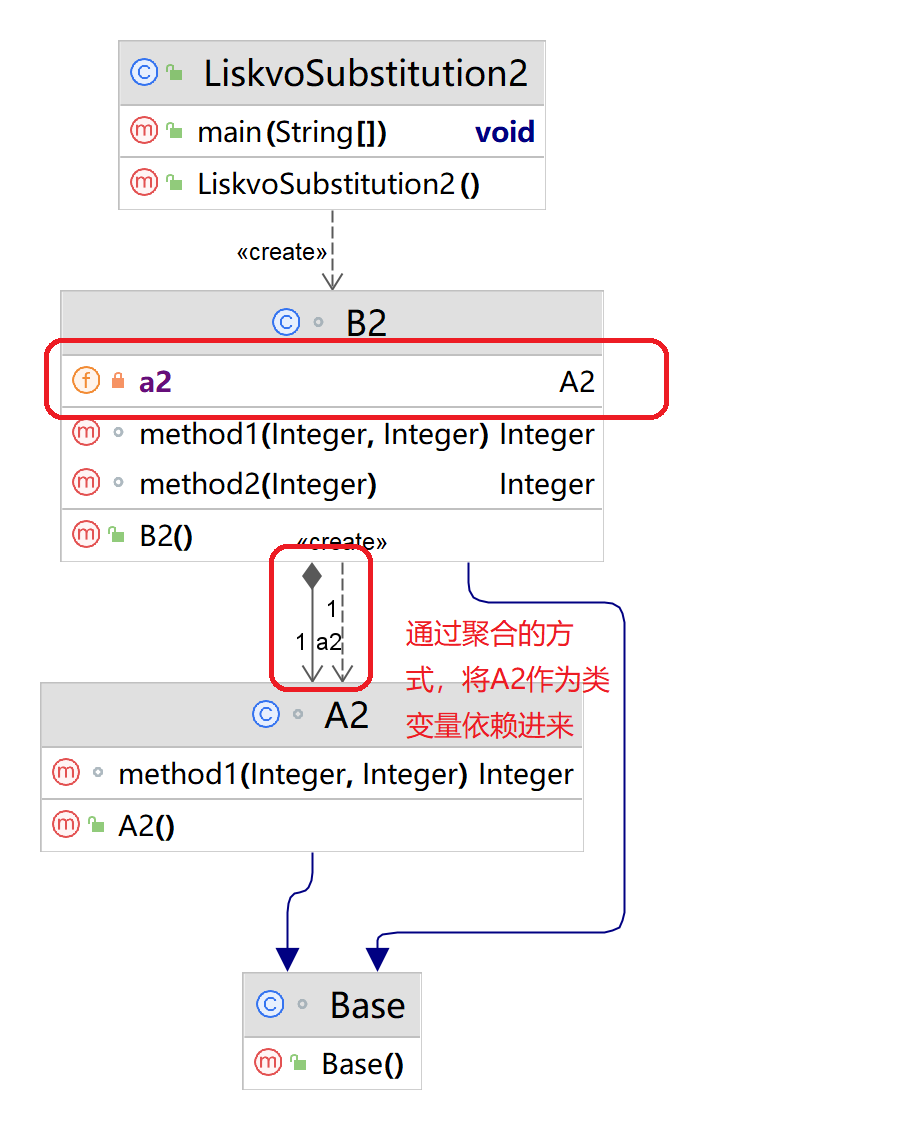 LiskvoSubstitution2
main(String[]) void
LiskvoSubstitution2()
«create»
B2
a2 A2
method1(Integer, Integer) Integer
method2(Integer) Integer
B2()
«create»
1
1 a2
通过聚合的方
式，将A2作为类
变量依赖进来
A2
method1(Integer, Integer) Integer
A2()
Base
Base()